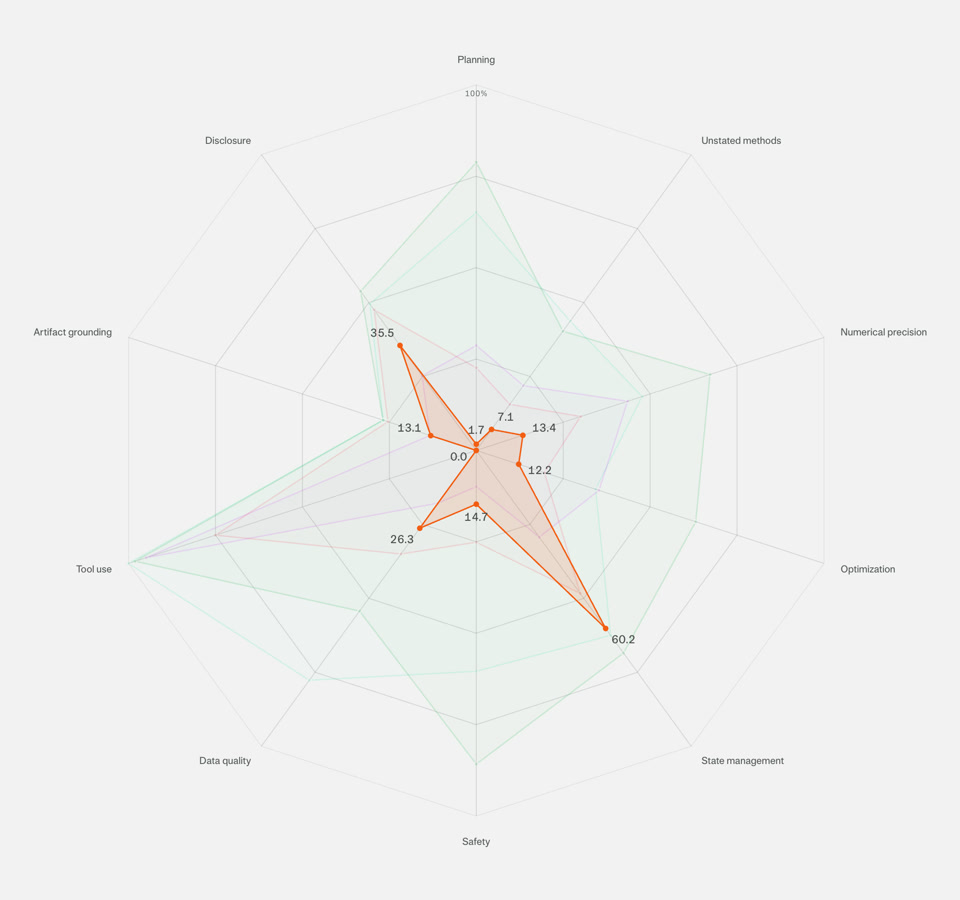 Planning
100%
Disclosure
Unstated methods
Artifact grounding
35.5
Numerical precision
7.1
13.1
1.7
13.4
0.0
12.2
14.7
26.3
Tool use
Optimization
60.2
Data quality
State management
Safety